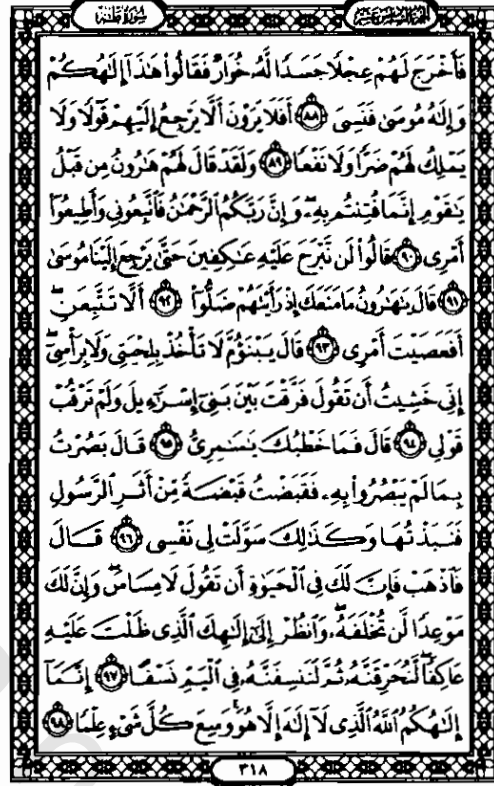 الجزء السادس عشر سورة طه
فَأَخْرَجَ لَهُمْ عِجْلًا جَسَدًا لَّهُ خُوَارٌ فَقَالُوا۟ هَٰذَآ إِلَٰهُكُمْ
وَإِلَٰهُ مُوسَىٰ فَنَسِىَ ٨٨ أَفَلَا يَرَوْنَ أَلَّا يَرْجِعُ إِلَيْهِمْ قَوْلًا وَلَا
يَمْلِكُ لَهُمْ ضَرًّا وَلَا نَفْعًا ٨٩ وَلَقَدْ قَالَ لَهُمْ هَٰرُونُ مِن قَبْلُ
يَٰقَوْمِ إِنَّمَا فُتِنتُم بِهِۦ وَإِنَّ رَبَّكُمُ ٱلرَّحْمَٰنُ فَٱتَّبِعُونِى وَأَطِيعُوٓا۟
أَمْرِى ٩٠ قَالُوا۟ لَن نَّبْرَحَ عَلَيْهِ عَٰكِفِينَ حَتَّىٰ يَرْجِعَ إِلَيْنَا مُوسَىٰ
٩١ قَالَ يَٰهَٰرُونُ مَا مَنَعَكَ إِذْ رَأَيْتَهُمْ ضَلُّوٓا۟ ٩٢ أَلَّا تَتَّبِعَنِ ۖ
أَفَعَصَيْتَ أَمْرِى ٩٣ قَالَ يَبْنَؤُمَّ لَا تَأْخُذْ بِلِحْيَتِى وَلَا بِرَأْسِىٓ ۖ
إِنِّى خَشِيتُ أَن تَقُولَ فَرَّقْتَ بَيْنَ بَنِىٓ إِسْرَٰٓءِيلَ وَلَمْ تَرْقُبْ
قَوْلِى ٩٤ قَالَ فَمَا خَطْبُكَ يَٰسَٰمِرِىُّ ٩٥ قَالَ بَصُرْتُ
بِمَا لَمْ يَبْصُرُوا۟ بِهِۦ فَقَبَضْتُ قَبْضَةً مِّنْ أَثَرِ ٱلرَّسُولِ
فَنَبَذْتُهَا وَكَذَٰلِكَ سَوَّلَتْ لِى نَفْسِى ٩٦ قَالَ
فَٱذْهَبْ فَإِنَّ لَكَ فِى ٱلْحَيَوٰةِ أَن تَقُولَ لَا مِسَاسَ ۖ وَإِنَّ لَكَ
مَوْعِدًا لَّن تُخْلَفَهُۥ ۖ وَٱنظُرْ إِلَىٰٓ إِلَٰهِكَ ٱلَّذِى ظَلْتَ عَلَيْهِ
عَاكِفًا ۖ لَّنُحَرِّقَنَّهُۥ ثُمَّ لَنَنسِفَنَّهُۥ فِى ٱلْيَمِّ نَسْفًا ٩٧ إِنَّمَآ
إِلَٰهُكُمُ ٱللَّهُ ٱلَّذِى لَآ إِلَٰهَ إِلَّا هُوَ ۚ وَسِعَ كُلَّ شَىْءٍ عِلْمًا ٩٨
٣١٨